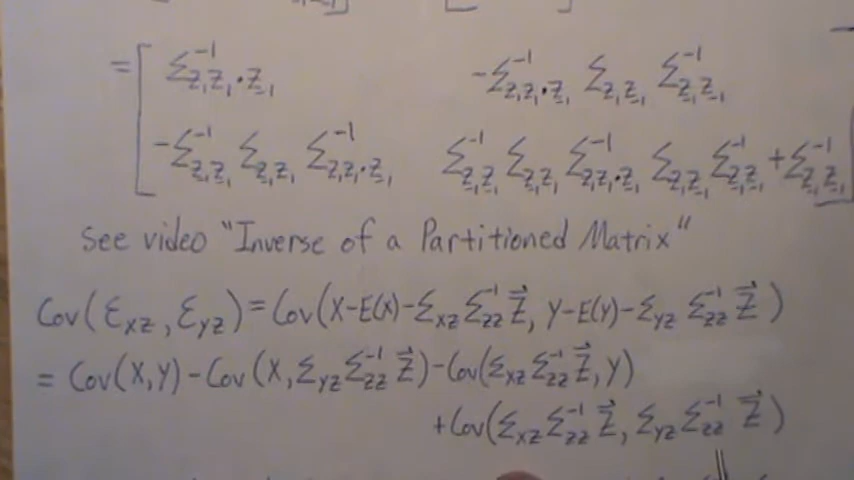 = [ Σ⁻¹_{Z₁Z₁·Z₋₁}   -Σ⁻¹_{Z₁Z₁·Z₋₁} Σ_{Z₁Z₋₁} Σ⁻¹_{Z₋₁Z₋₁}
-Σ⁻¹_{Z₋₁Z₋₁} Σ_{Z₋₁Z₁} Σ⁻¹_{Z₁Z₁·Z₋₁}   Σ⁻¹_{Z₋₁Z₋₁} Σ_{Z₋₁Z₁} Σ⁻¹_{Z₁Z₁·Z₋₁} Σ_{Z₁Z₋₁} Σ⁻¹_{Z₋₁Z₋₁} + Σ⁻¹_{Z₋₁Z₋₁} ]
See video "Inverse of a Partitioned Matrix"
Cov(Ɛ_{XZ}, Ɛ_{YZ}) = Cov(X-E(X)-Σ_{XZ} Σ⁻¹_{ZZ} Z⃗, Y-E(Y)-Σ_{YZ} Σ⁻¹_{ZZ} Z⃗)
= Cov(X,Y) - Cov(X, Σ_{YZ} Σ⁻¹_{ZZ} Z⃗) - Cov(Σ_{XZ} Σ⁻¹_{ZZ} Z⃗, Y)
+ Cov(Σ_{XZ} Σ⁻¹_{ZZ} Z⃗, Σ_{YZ} Σ⁻¹_{ZZ} Z⃗)